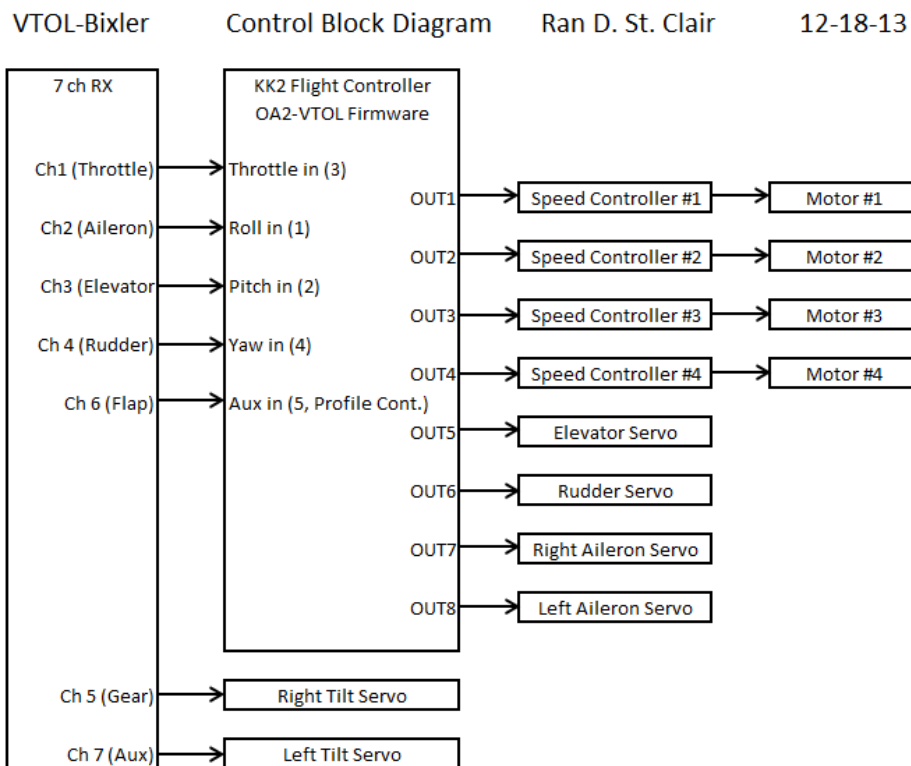 VTOL-Bixler Control Block Diagram Ran D. St. Clair 12-18-13
7 ch RX
KK2 Flight Controller
OA2-VTOL Firmware
Ch1 (Throttle) Throttle in (3)
OUT1 Speed Controller #1 Motor #1
Ch2 (Aileron) Roll in (1)
OUT2 Speed Controller #2 Motor #2
Ch3 (Elevator Pitch in (2)
OUT3 Speed Controller #3 Motor #3
Ch 4 (Rudder) Yaw in (4)
OUT4 Speed Controller #4 Motor #4
Ch 6 (Flap) Aux in (5, Profile Cont.)
OUT5 Elevator Servo
OUT6 Rudder Servo
OUT7 Right Aileron Servo
OUT8 Left Aileron Servo
Ch 5 (Gear) Right Tilt Servo
Ch 7 (Aux) Left Tilt Servo